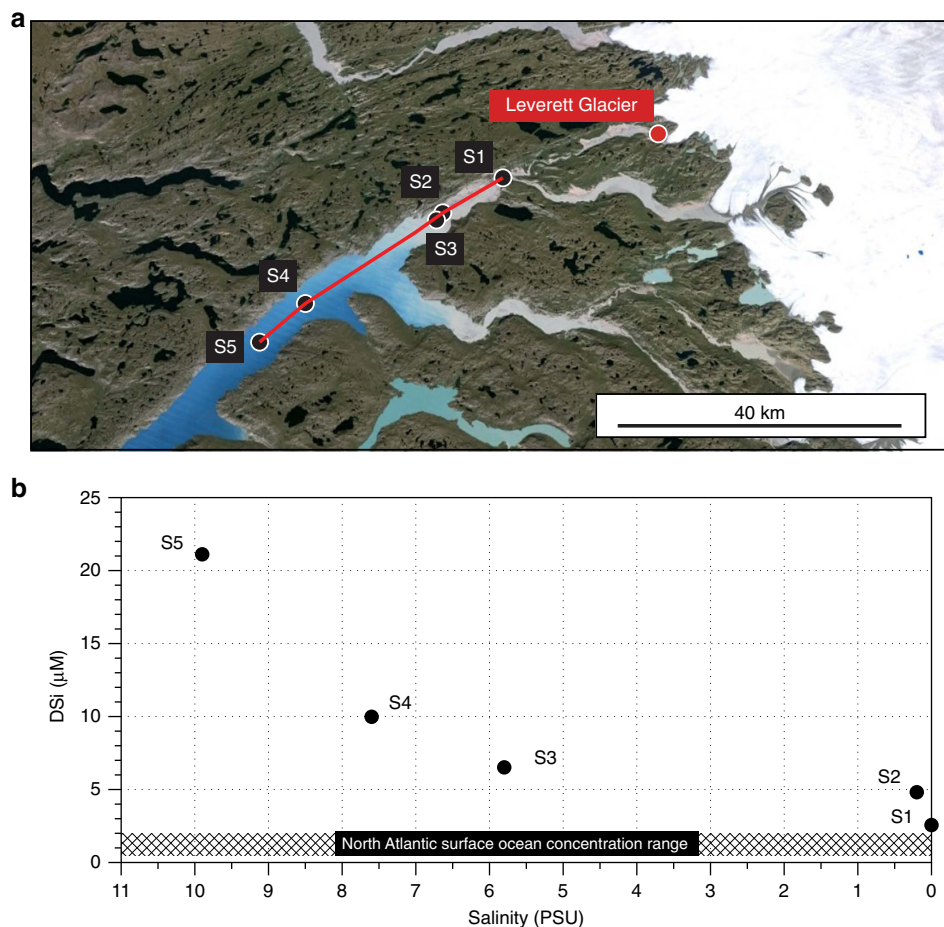 a
Leverett Glacier
S1
S2
S3
S4
S5
40 km
b
25
20
15
10
5
0
DSi (μM)
S5
S4
S3
S2
S1
North Atlantic surface ocean concentration range
11 10 9 8 7 6 5 4 3 2 1 0
Salinity (PSU)